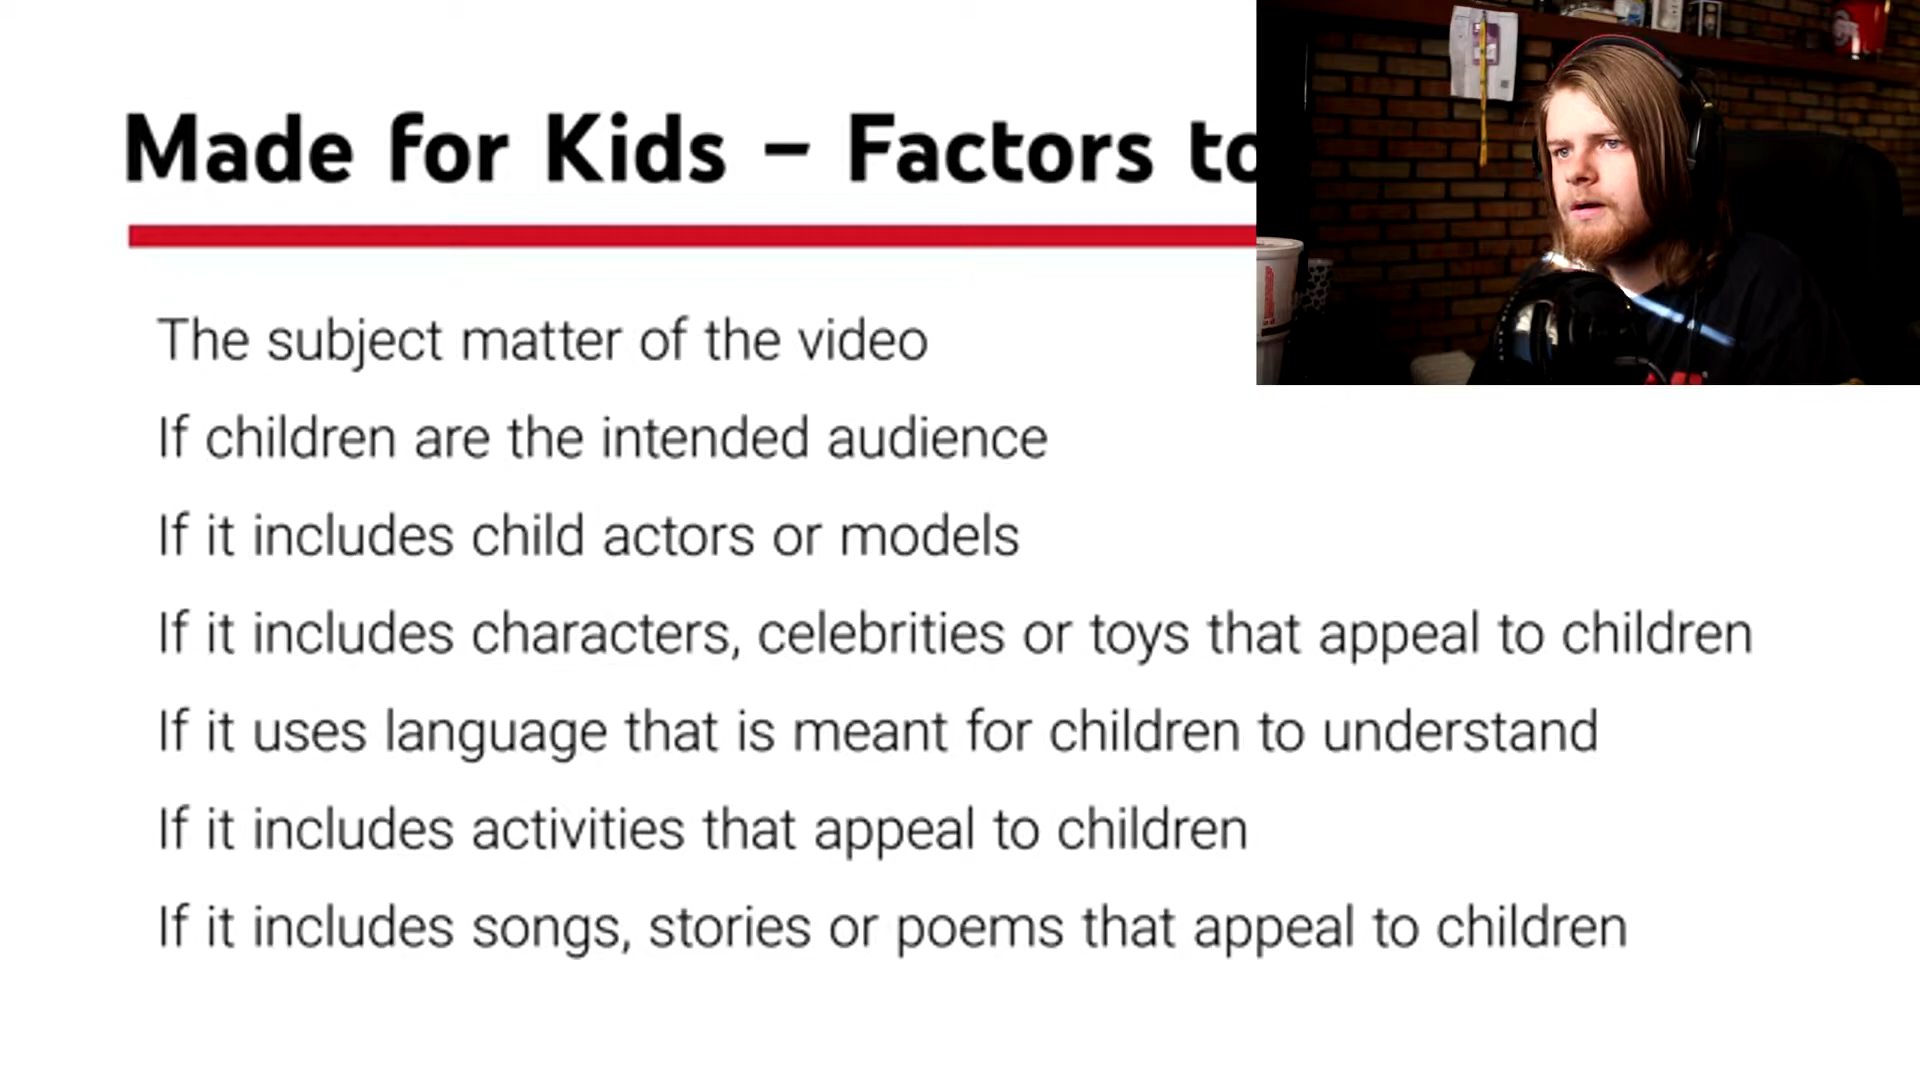 Made for Kids – Factors to
The subject matter of the video
If children are the intended audience
If it includes child actors or models
If it includes characters, celebrities or toys that appeal to children
If it uses language that is meant for children to understand
If it includes activities that appeal to children
If it includes songs, stories or poems that appeal to children